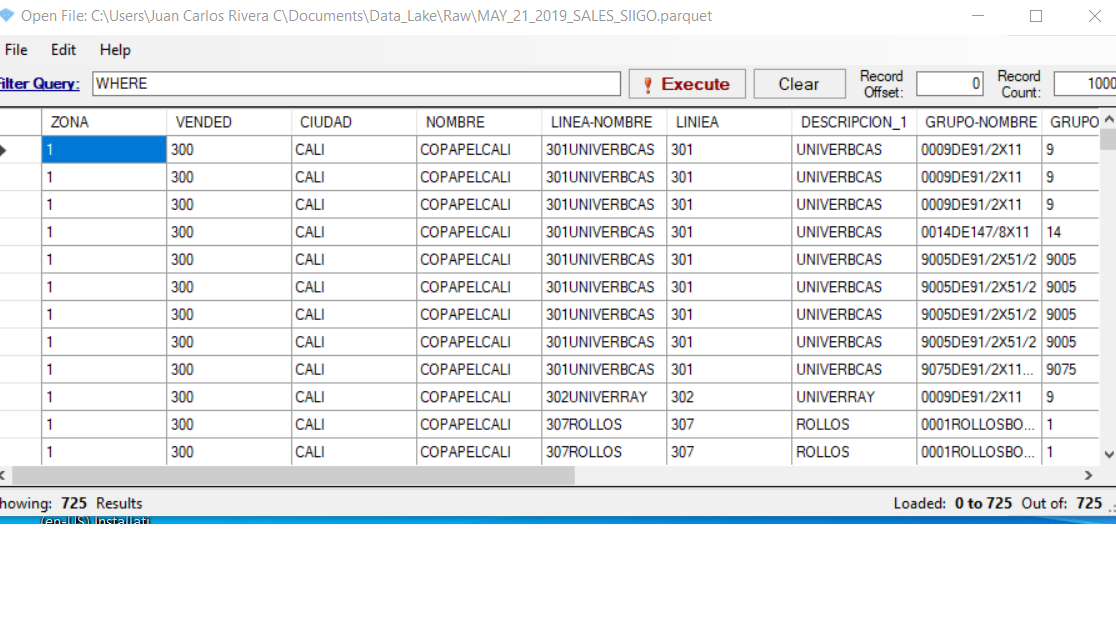 Open File: C:\Users\Juan Carlos Rivera C\Documents\Data_Lake\Raw\MAY_21_2019_SALES_SIIGO.parquet
File Edit Help
Filter Query: WHERE Execute Clear Record Offset: 0 Record Count: 1000
ZONA VENDED CIUDAD NOMBRE LINEA-NOMBRE LINIEA DESCRIPCION_1 GRUPO-NOMBRE GRUPO
1 300 CALI COPAPELCALI 301UNIVERBCAS 301 UNIVERBCAS 0009DE91/2X11 9
1 300 CALI COPAPELCALI 301UNIVERBCAS 301 UNIVERBCAS 0009DE91/2X11 9
1 300 CALI COPAPELCALI 301UNIVERBCAS 301 UNIVERBCAS 0009DE91/2X11 9
1 300 CALI COPAPELCALI 301UNIVERBCAS 301 UNIVERBCAS 0014DE147/8X11 14
1 300 CALI COPAPELCALI 301UNIVERBCAS 301 UNIVERBCAS 9005DE91/2X51/2 9005
1 300 CALI COPAPELCALI 301UNIVERBCAS 301 UNIVERBCAS 9005DE91/2X51/2 9005
1 300 CALI COPAPELCALI 301UNIVERBCAS 301 UNIVERBCAS 9005DE91/2X51/2 9005
1 300 CALI COPAPELCALI 301UNIVERBCAS 301 UNIVERBCAS 9005DE91/2X51/2 9005
1 300 CALI COPAPELCALI 301UNIVERBCAS 301 UNIVERBCAS 9075DE91/2X11... 9075
1 300 CALI COPAPELCALI 302UNIVERRAY 302 UNIVERRAY 0009DE91/2X11 9
1 300 CALI COPAPELCALI 307ROLLOS 307 ROLLOS 0001ROLLOSBO... 1
1 300 CALI COPAPELCALI 307ROLLOS 307 ROLLOS 0001ROLLOSBO... 1
howing: 725 Results Loaded: 0 to 725 Out of: 725
(en-US) Installati